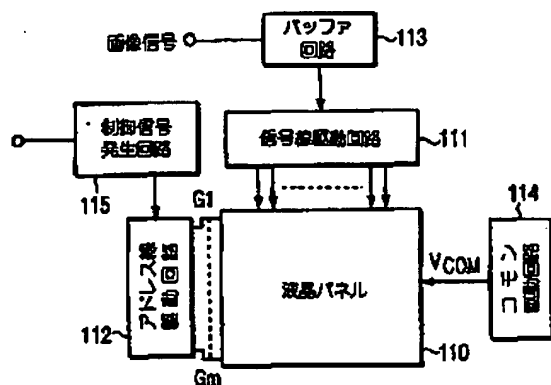 画像信号
バッファ
回路
113
制御信号
発生回路
115
信号線駆動回路
111
G1
アドレス線
駆動回路
112
Gm
液晶パネル
110
VCOM
114
コモン
駆動回路